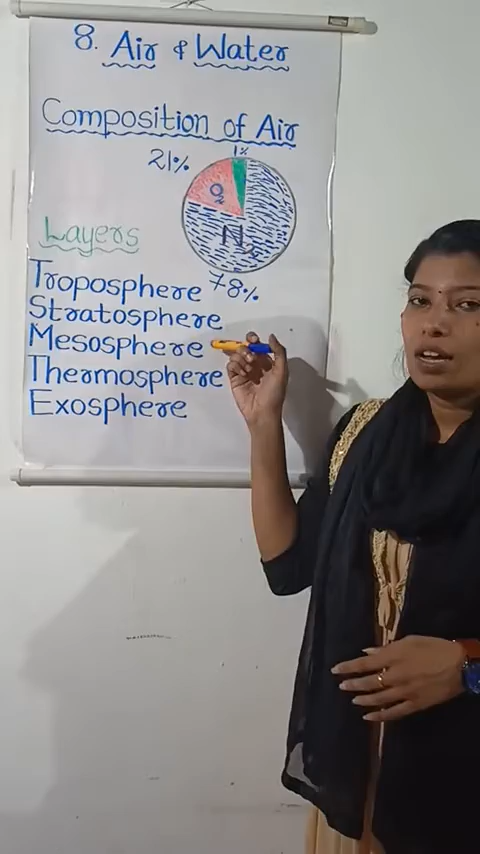 8. Air & Water
Composition of Air
1%
21%
O2
N2
78%
Layers
Troposphere
Stratosphere
Mesosphere
Thermosphere
Exosphere